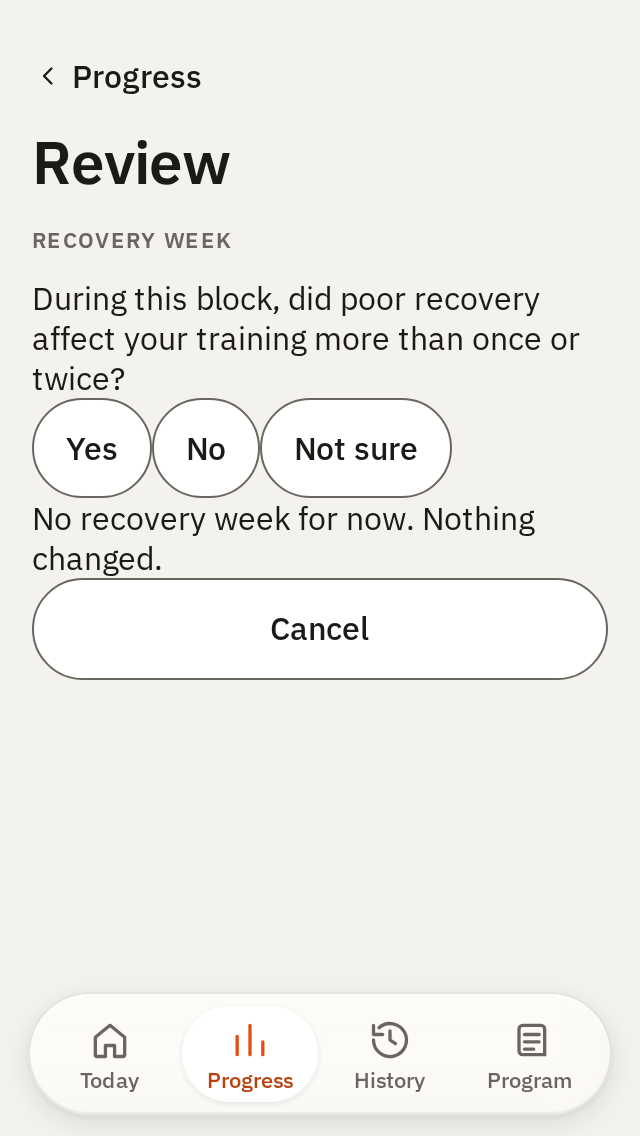 Progress
Review
RECOVERY WEEK
During this block, did poor recovery
affect your training more than once or
twice?
Yes
No
Not sure
No recovery week for now. Nothing
changed.
Cancel
Today
Progress
History
Program